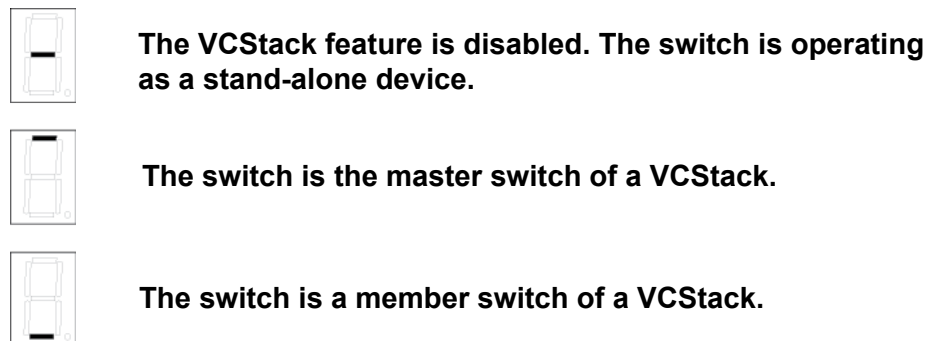 The VCStack feature is disabled. The switch is operating
as a stand-alone device.
The switch is the master switch of a VCStack.
The switch is a member switch of a VCStack.